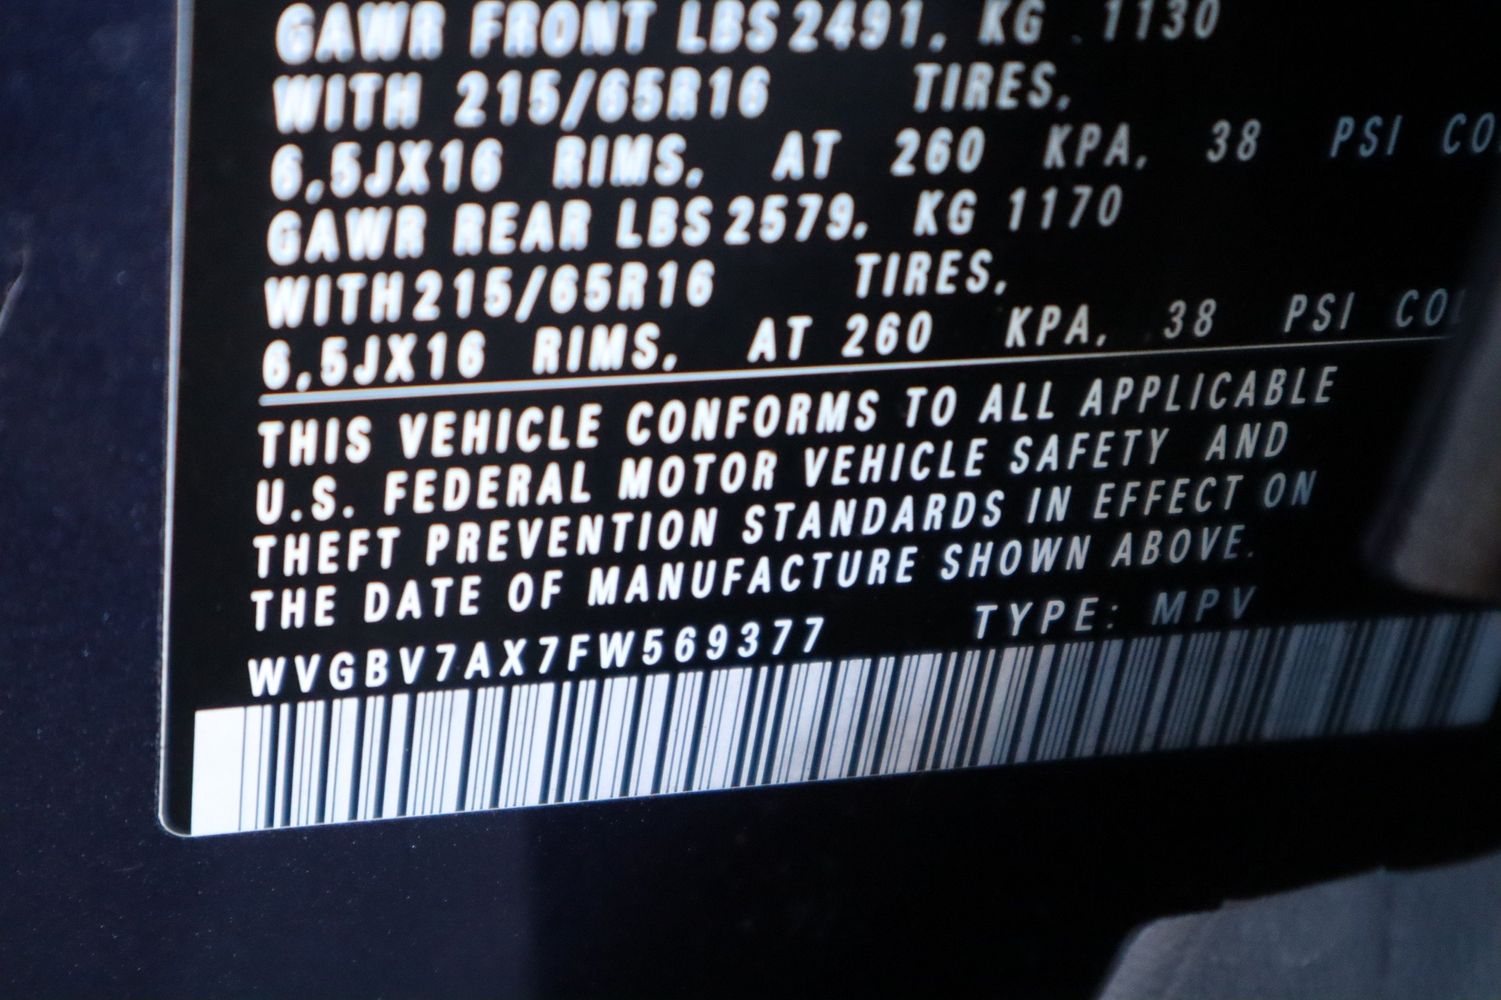 GAWR FRONT LBS 2491, KG 1130
WITH 215/65R16 TIRES,
6,5JX16 RIMS, AT 260 KPA, 38 PSI
GAWR REAR LBS 2579, KG 1170
WITH 215/65R16 TIRES,
6,5JX16 RIMS, AT 260 KPA, 38 PSI
THIS VEHICLE CONFORMS TO ALL APPLICABLE
U.S. FEDERAL MOTOR VEHICLE SAFETY AND
THEFT PREVENTION STANDARDS IN EFFECT ON
THE DATE OF MANUFACTURE SHOWN ABOVE.
WVGBV7AX7FW569377 TYPE: MPV